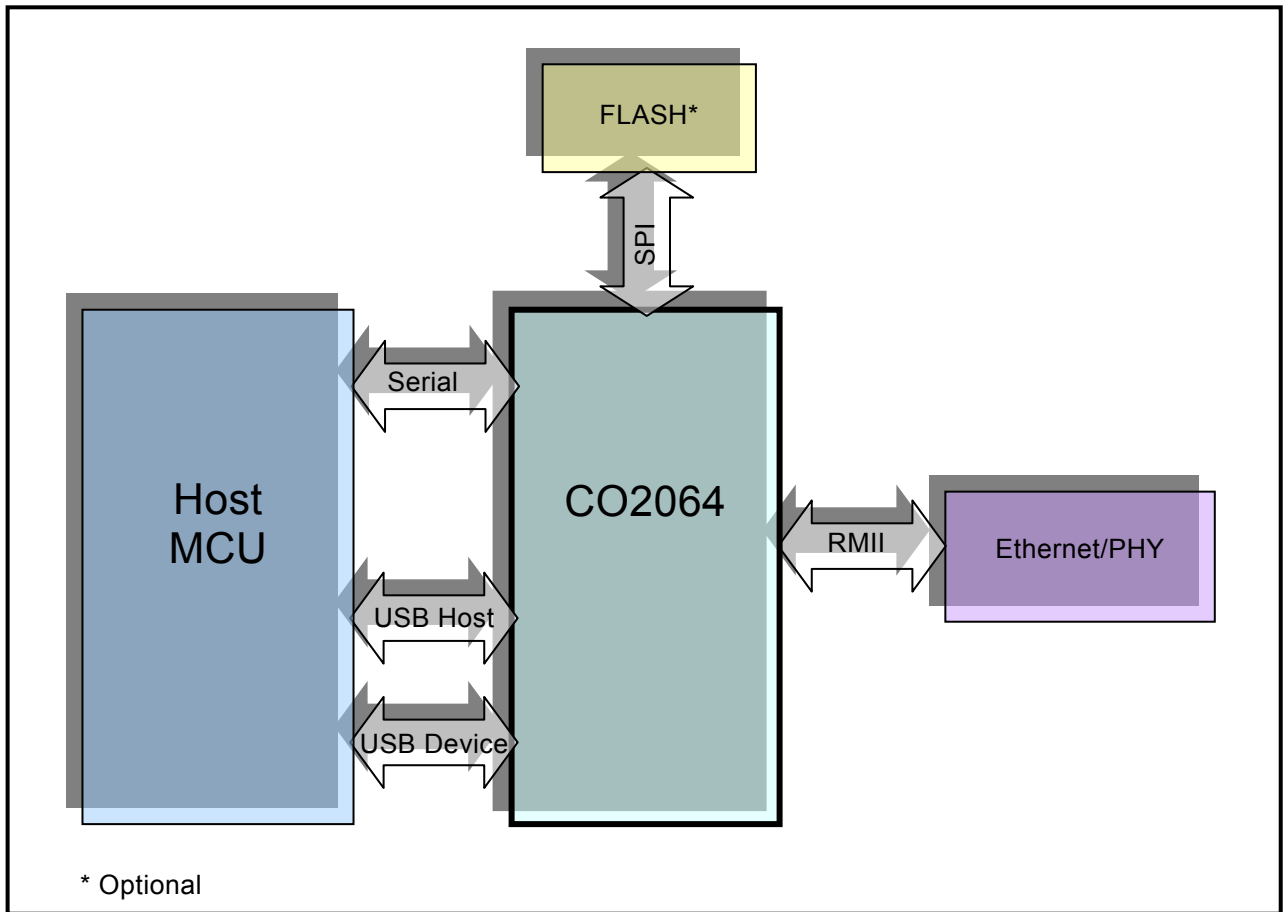 FLASH*
SPI
Serial
Host
MCU
CO2064
RMII
Ethernet/PHY
USB Host
USB Device
* Optional